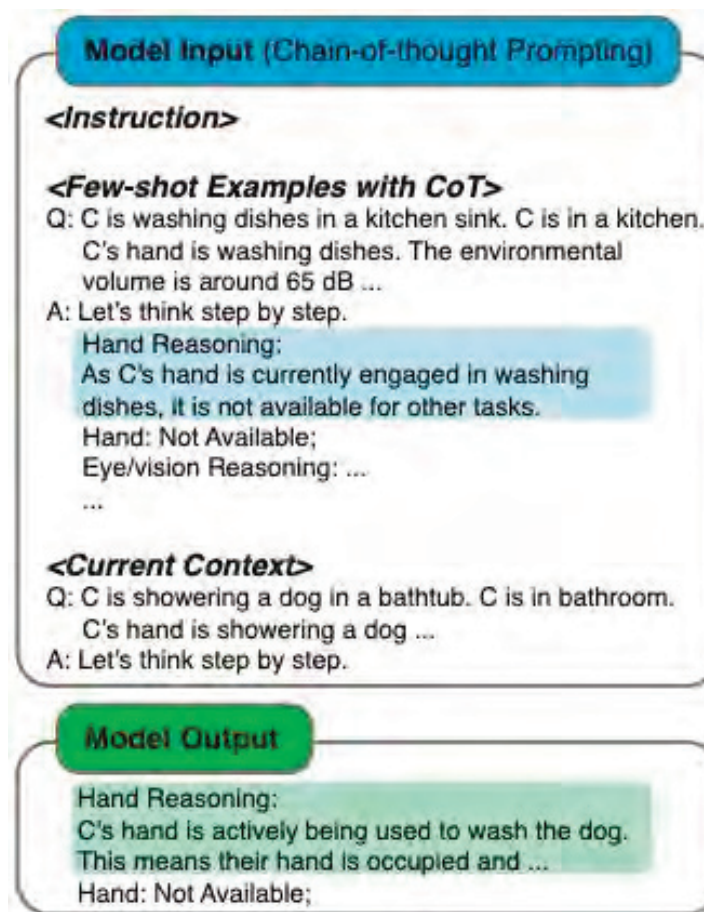 Model Input (Chain-of-thought Prompting)
<Instruction>
<Few-shot Examples with CoT>
Q: C is washing dishes in a kitchen sink. C is in a kitchen.
C's hand is washing dishes. The environmental
volume is around 65 dB ...
A: Let's think step by step.
Hand Reasoning:
As C's hand is currently engaged in washing
dishes, it is not available for other tasks.
Hand: Not Available;
Eye/vision Reasoning: ...
...
<Current Context>
Q: C is showering a dog in a bathtub. C is in bathroom.
C's hand is showering a dog ...
A: Let's think step by step.
Model Output
Hand Reasoning:
C's hand is actively being used to wash the dog.
This means their hand is occupied and ...
Hand: Not Available;